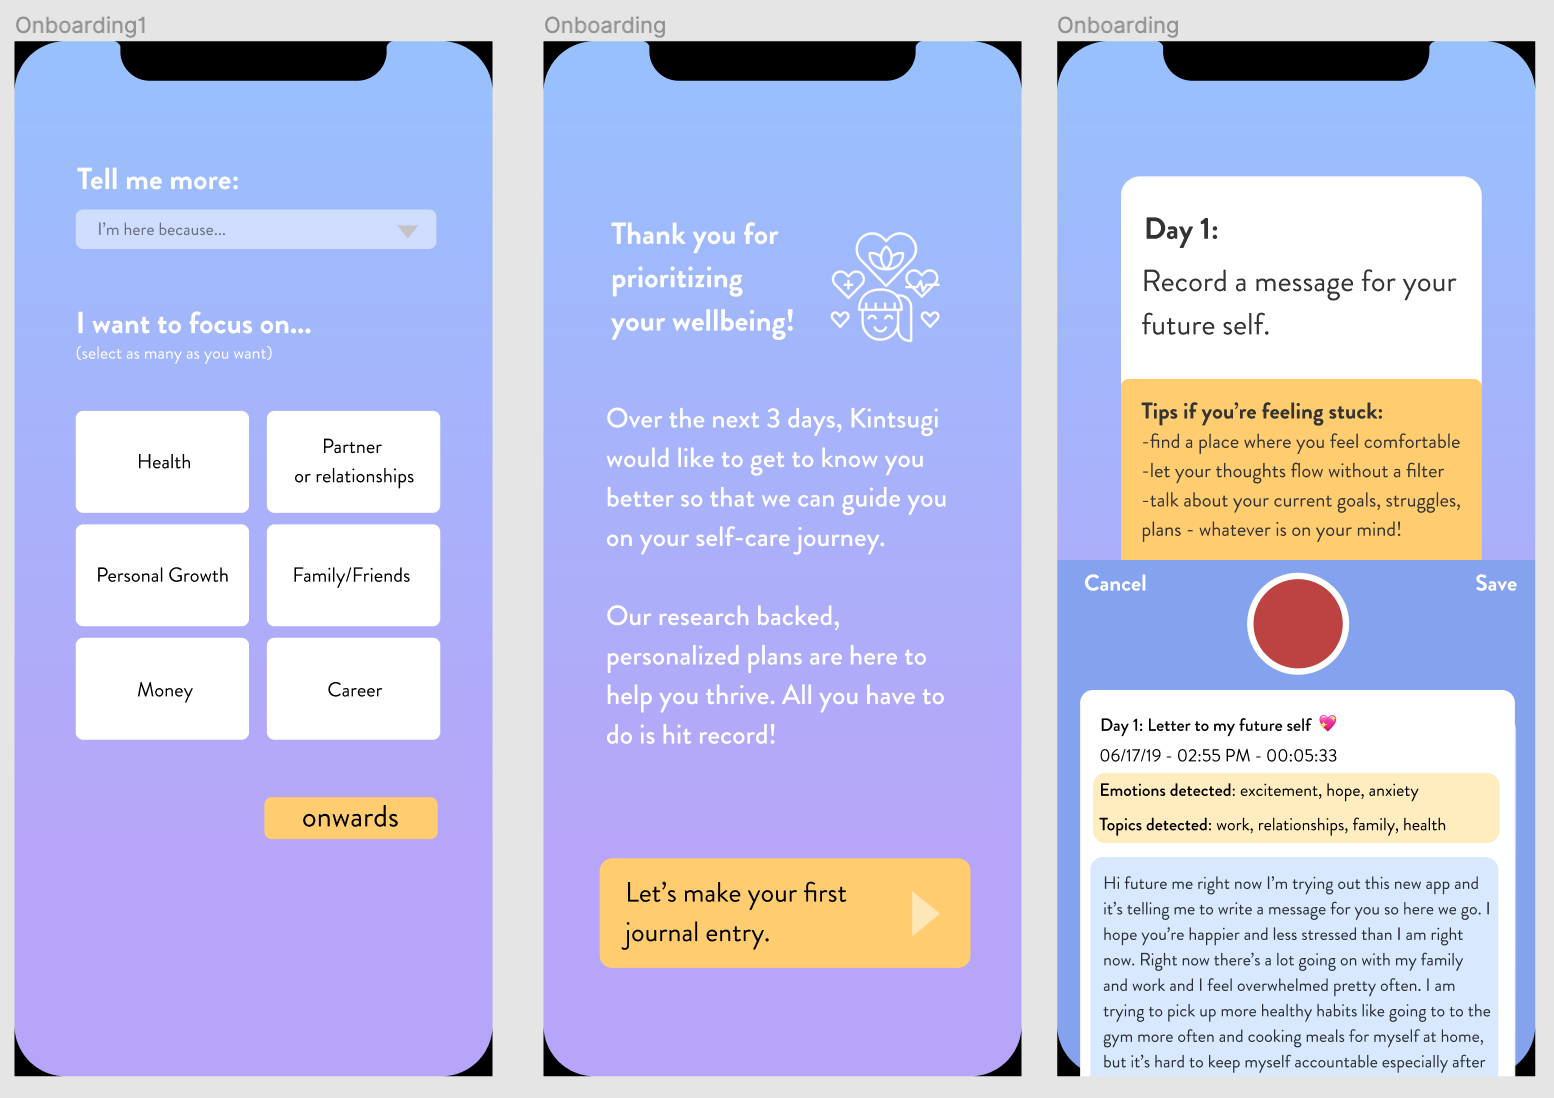 Onboarding1
Tell me more:
I'm here because...
I want to focus on...
(select as many as you want)
Health
Partner
or relationships
Personal Growth
Family/Friends
Money
Career
onwards
Onboarding
Thank you for
prioritizing
your wellbeing!
Over the next 3 days, Kintsugi
would like to get to know you
better so that we can guide you
on your self-care journey.
Our research backed,
personalized plans are here to
help you thrive. All you have to
do is hit record!
Let's make your first
journal entry.
Onboarding
Day 1:
Record a message for your
future self.
Tips if you're feeling stuck:
-find a place where you feel comfortable
-let your thoughts flow without a filter
-talk about your current goals, struggles,
plans - whatever is on your mind!
Cancel
Save
Day 1: Letter to my future self 💖
06/17/19 - 02:55 PM - 00:05:33
Emotions detected: excitement, hope, anxiety
Topics detected: work, relationships, family, health
Hi future me right now I'm trying out this new app and
it's telling me to write a message for you so here we go. I
hope you're happier and less stressed than I am right
now. Right now there's a lot going on with my family
and work and I feel overwhelmed pretty often. I am
trying to pick up more healthy habits like going to to the
gym more often and cooking meals for myself at home,
but it's hard to keep myself accountable especially after